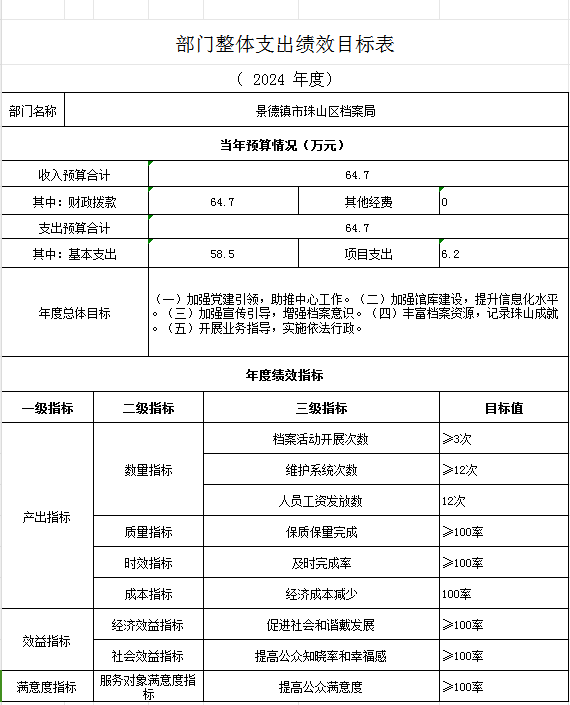 部门整体支出绩效目标表
（ 2024 年度）
部门名称 景德镇市珠山区档案局
当年预算情况（万元）
收入预算合计 64.7
其中：财政拨款 64.7 其他经费 0
支出预算合计 64.7
其中：基本支出 58.5 项目支出 6.2
年度总体目标
（一）加强党建引领，助推中心工作。（二）加强馆库建设，提升信息化水平
。（三）加强宣传引导，增强档案意识。（四）丰富档案资源，记录珠山成就
。（五）开展业务指导，实施依法行政。
年度绩效指标
一级指标 二级指标 三级指标 目标值
产出指标 数量指标 档案活动开展次数 ≥3次
维护系统次数 ≥12次
人员工资发放数 12次
质量指标 保质保量完成 ≥100率
时效指标 及时完成率 ≥100率
成本指标 经济成本减少 100率
效益指标 经济效益指标 促进社会和谐戴发展 ≥100率
社会效益指标 提高公众知晓率和幸福感 ≥100率
满意度指标 服务对象满意度指
标 提高公众满意度 ≥100率